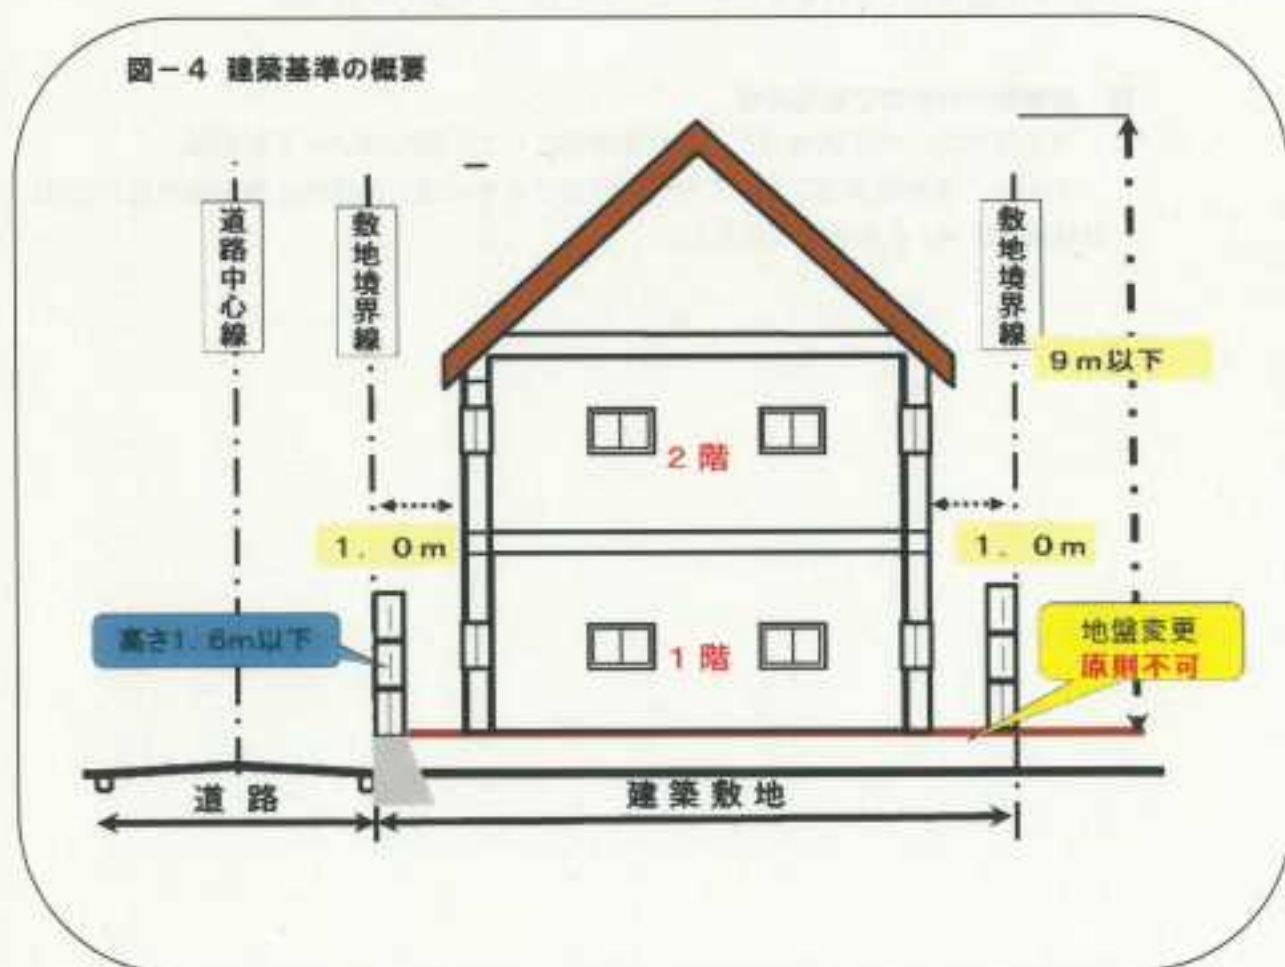 図－４ 建築基準の概要
道路中心線
敷地境界線
敷地境界線
９ｍ以下
２階
１．０ｍ
１．０ｍ
高さ1．6ｍ以下
地盤変更
原則不可
１階
道路
建築敷地